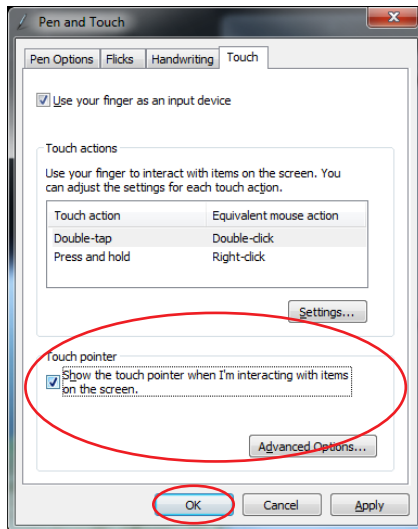 Pen and Touch
Pen Options Flicks Handwriting Touch
Use your finger as an input device
Touch actions
Use your finger to interact with items on the screen. You
can adjust the settings for each touch action.
Touch action Equivalent mouse action
Double-tap Double-click
Press and hold Right-click
Settings...
Touch pointer
Show the touch pointer when I'm interacting with items
on the screen.
Advanced Options...
OK Cancel Apply